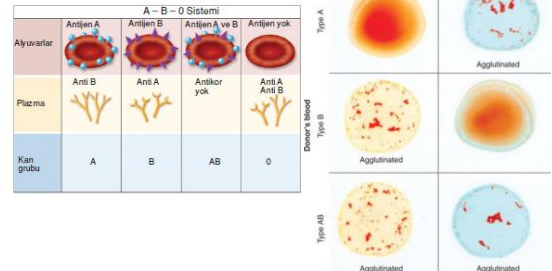 A – B – 0 Sistemi
Antijen A Antijen B Antijen A ve B Antijen yok
Alyuvarlar
Plazma
Anti B Anti A Antikor yok Anti A Anti B
Kan grubu
A B AB 0
Donor's blood
Type A
Agglutinated
Type B
Agglutinated
Type AB
Agglutinated Agglutinated